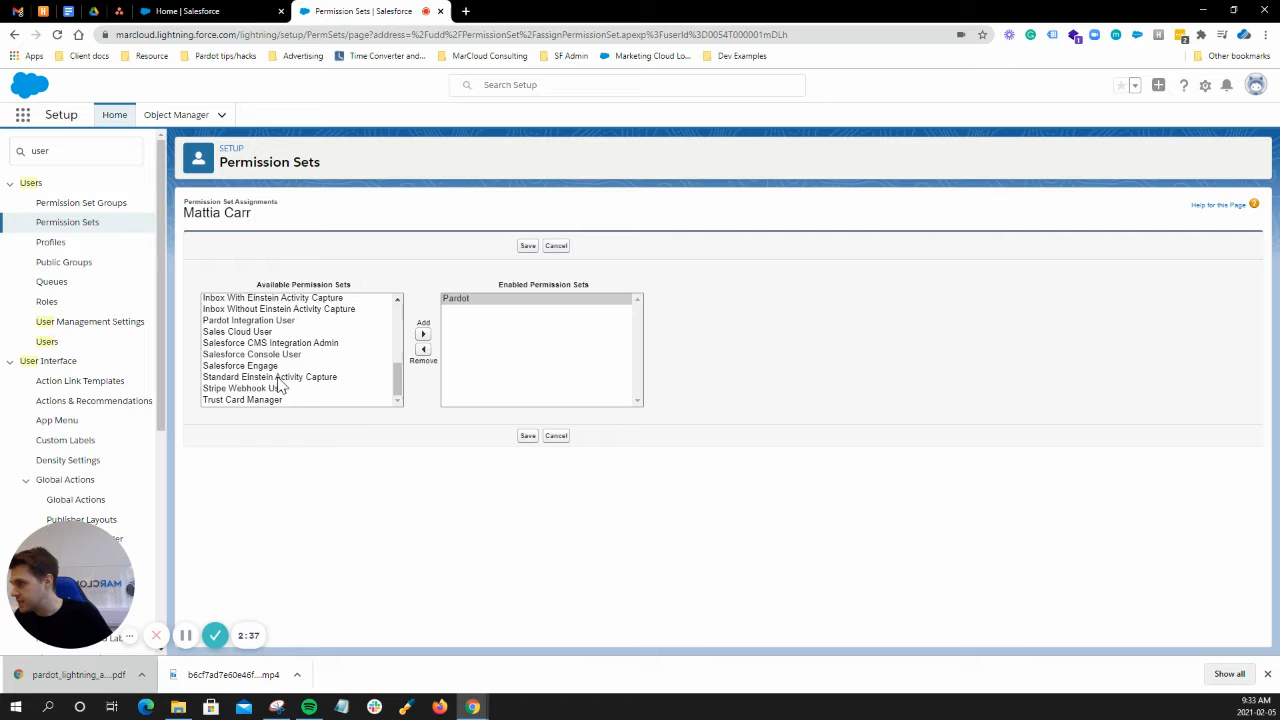 Home | Salesforce
Permission Sets | Salesforce
marcloud.lightning.force.com/lightning/setup/PermSets/page?address=%2Fudd%2FPermissionSet%2FassignPermissionSet.apexp%3FuserId%3D0054T000001mDLh
Apps
Client docs
Resource
Pardot tips/hacks
Advertising
Time Converter and...
MarCloud Consulting
SF Admin
Marketing Cloud Lo...
Dev Examples
Other bookmarks
Search Setup
Setup
Home
Object Manager
user
Users
Permission Set Groups
Permission Sets
Profiles
Public Groups
Queues
Roles
User Management Settings
Users
User Interface
Action Link Templates
Actions & Recommendations
App Menu
Custom Labels
Density Settings
Global Actions
Global Actions
Publisher Layouts
SETUP
Permission Sets
Permission Set Assignments
Mattia Carr
Help for this Page
Save
Cancel
Available Permission Sets
Enabled Permission Sets
Inbox With Einstein Activity Capture
Inbox Without Einstein Activity Capture
Pardot Integration User
Sales Cloud User
Salesforce CMS Integration Admin
Salesforce Console User
Salesforce Engage
Standard Einstein Activity Capture
Stripe Webhook
Trust Card Manager
Add
Remove
Pardot
Save
Cancel
MARCLO
2:37
pardot_lightning_a....pdf
b6cf7ad7e60e46f....mp4
Show all
9:33 AM
2021-02-05